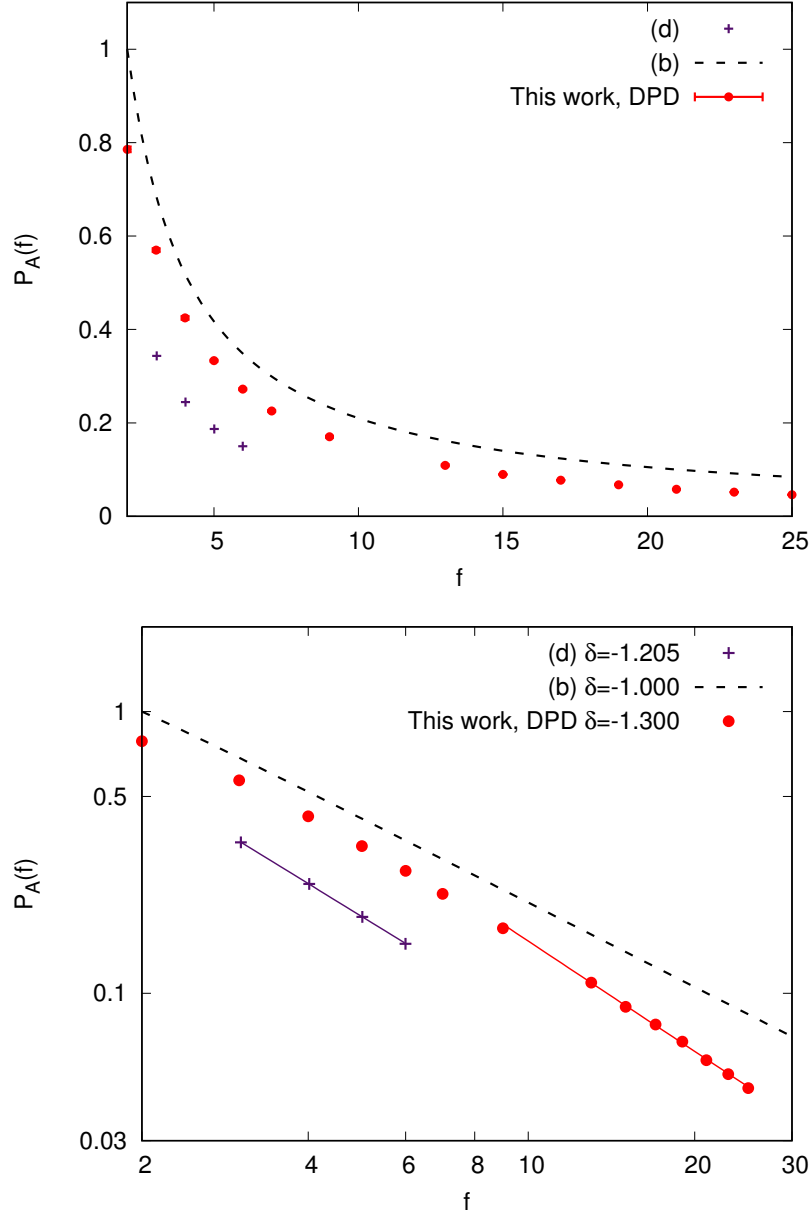 (d)
(b)
This work, DPD
1
0.8
0.6
0.4
0.2
0
P_A(f)
5 10 15 20 25
f
(d) δ=-1.205
(b) δ=-1.000
This work, DPD δ=-1.300
1
0.5
0.1
0.03
P_A(f)
2 4 6 8 10 20 30
f